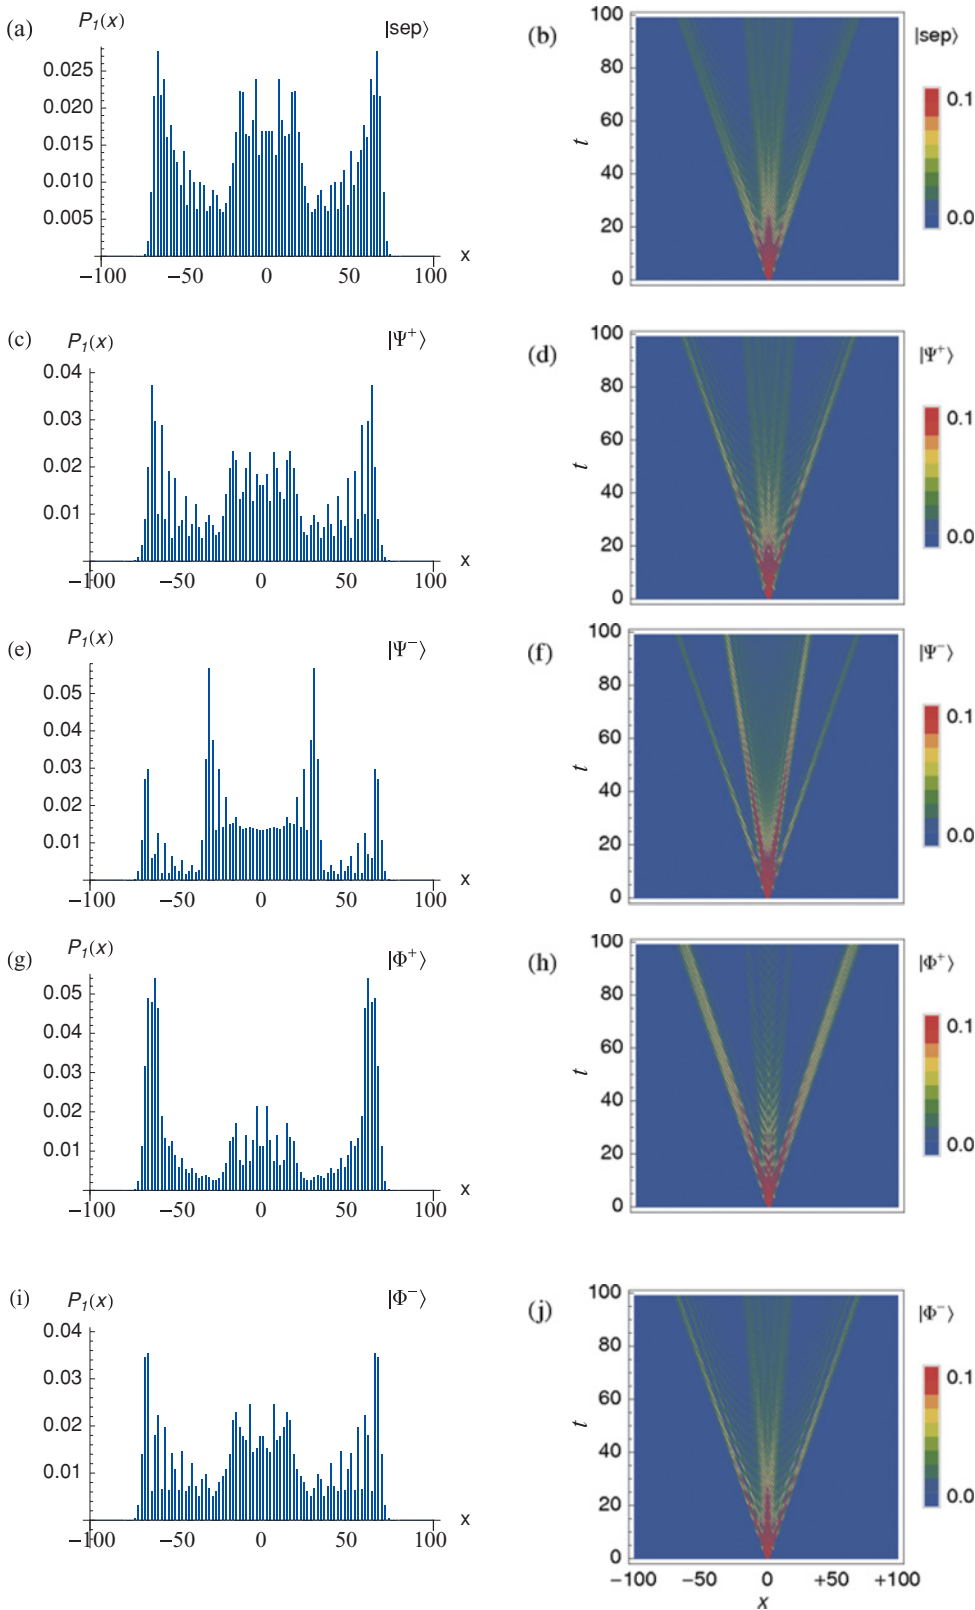 (a) P₁(x) |sep⟩
0.025
0.020
0.015
0.010
0.005
−100 −50 0 50 100 x
(b) |sep⟩
100
80
60
40
20
0
t
0.1
0.0
(c) P₁(x) |Ψ⁺⟩
0.04
0.03
0.02
0.01
−100 −50 0 50 100 x
(d) |Ψ⁺⟩
100
80
60
40
20
0
t
0.1
0.0
(e) P₁(x) |Ψ⁻⟩
0.05
0.04
0.03
0.02
0.01
−100 −50 0 50 100 x
(f) |Ψ⁻⟩
100
80
60
40
20
0
t
0.1
0.0
(g) P₁(x) |Φ⁺⟩
0.05
0.04
0.03
0.02
0.01
−100 −50 0 50 100 x
(h) |Φ⁺⟩
100
80
60
40
20
0
t
0.1
0.0
(i) P₁(x) |Φ⁻⟩
0.04
0.03
0.02
0.01
−100 −50 0 50 100 x
(j) |Φ⁻⟩
100
80
60
40
20
0
t
0.1
0.0
−100 −50 0 +50 +100
x